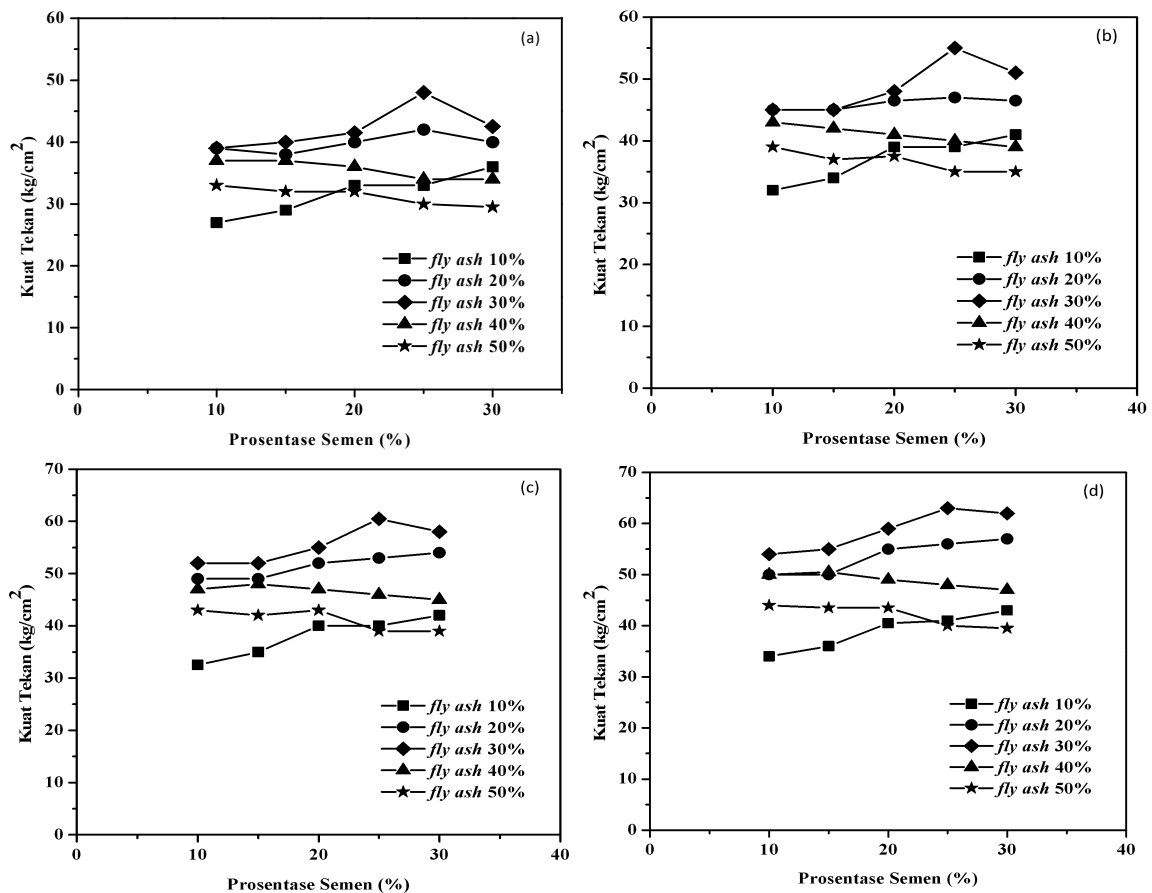 (a)
Kuat Tekan (kg/cm²)
60
50
40
30
20
10
0
fly ash 10%
fly ash 20%
fly ash 30%
fly ash 40%
fly ash 50%
0 10 20 30
Prosentase Semen (%)
(b)
Kuat Tekan (kg/cm²)
60
50
40
30
20
10
0
fly ash 10%
fly ash 20%
fly ash 30%
fly ash 40%
fly ash 50%
0 10 20 30 40
Prosentase Semen (%)
(c)
Kuat Tekan (kg/cm²)
70
60
50
40
30
20
10
0
fly ash 10%
fly ash 20%
fly ash 30%
fly ash 40%
fly ash 50%
0 10 20 30 40
Prosentase Semen (%)
(d)
Kuat Tekan (kg/cm²)
70
60
50
40
30
20
10
0
fly ash 10%
fly ash 20%
fly ash 30%
fly ash 40%
fly ash 50%
0 10 20 30 40
Prosentase Semen (%)